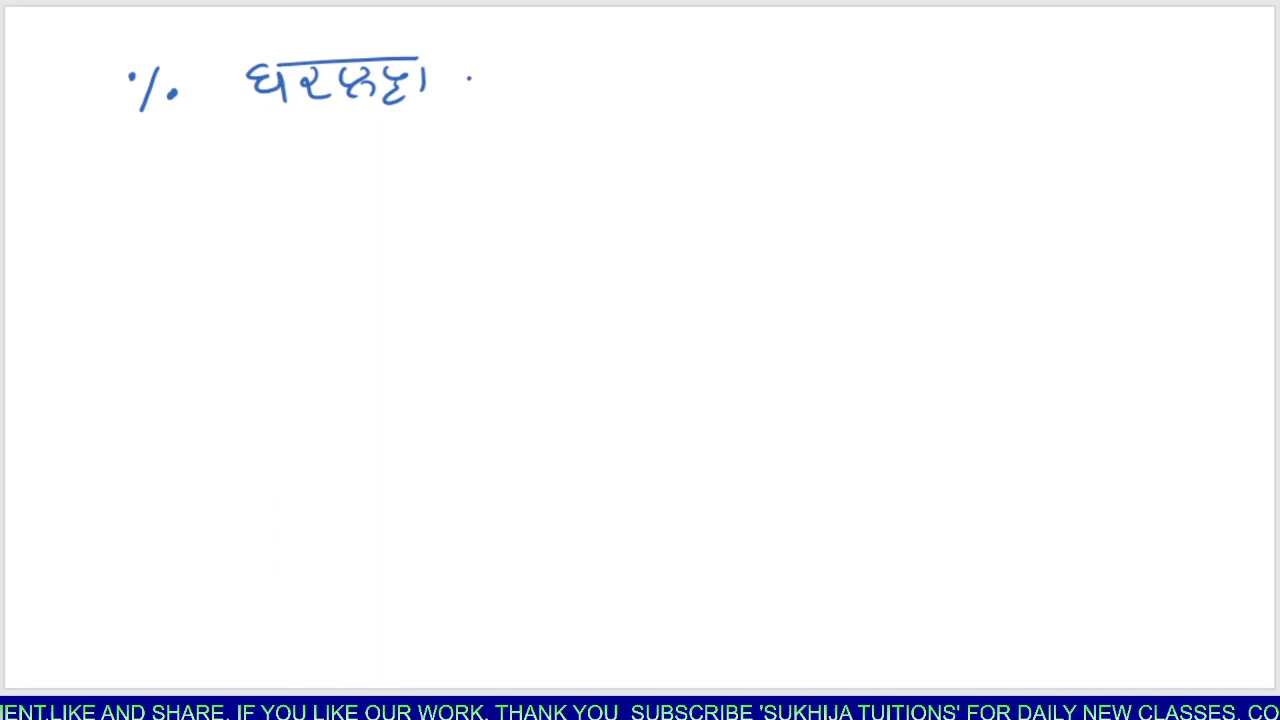 %
ENT.LIKE AND SHARE. IF YOU LIKE OUR WORK. THANK YOU SUBSCRIBE 'SUKHIJA TUITIONS' FOR DAILY NEW CLASSES. CO